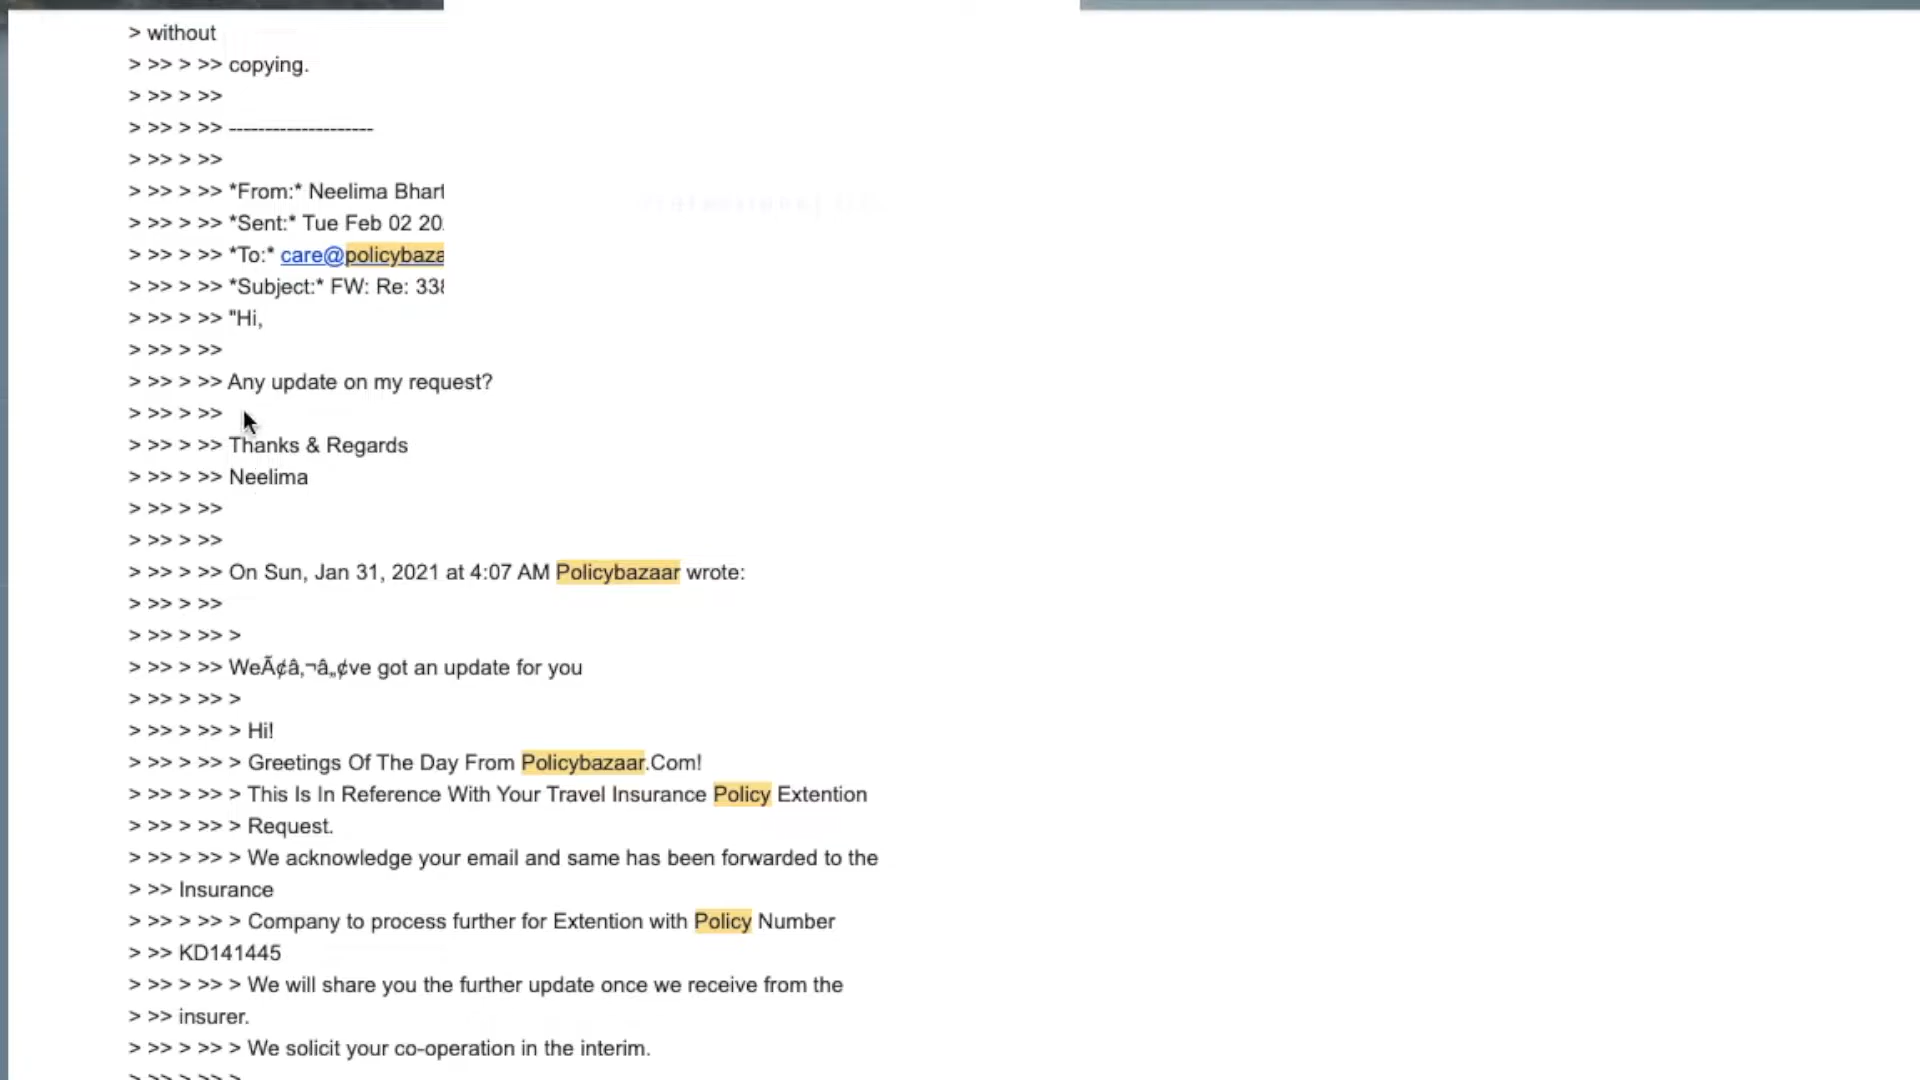 > without
> >> > >> copying.
> >> > >>
> >> > >> --------------------
> >> > >>
> >> > >> *From:* Neelima
> >> > >> *Sent:* Tue Feb 02
> >> > >> *To:* care@policybaza
> >> > >> *Subject:* FW: Re:
> >> > >> "Hi,
> >> > >>
> >> > >> Any update on my request?
> >> > >>
> >> > >> Thanks & Regards
> >> > >> Neelima
> >> > >>
> >> > >>
> >> > >> On Sun, Jan 31, 2021 at 4:07 AM Policybazaar wrote:
> >> > >>
> >> > >> >
> >> > >> WeÃ¢â‚¬â„¢ve got an update for you
> >> > >> >
> >> > >> > Hi!
> >> > >> > Greetings Of The Day From Policybazaar.Com!
> >> > >> > This Is In Reference With Your Travel Insurance Policy Extention
> >> > >> > Request.
> >> > >> > We acknowledge your email and same has been forwarded to the
> >> Insurance
> >> > >> > Company to process further for Extention with Policy Number
> >> KD141445
> >> > >> > We will share you the further update once we receive from the
> >> insurer.
> >> > >> > We solicit your co-operation in the interim.
> >> > >> >